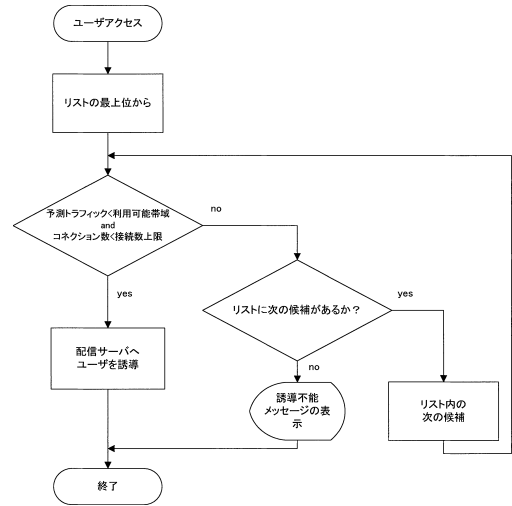 ユーザアクセス
リストの最上位から
予測トラフィック<利用可能帯域
and
コネクション数<接続数上限
no
yes
リストに次の候補があるか？
yes
no
配信サーバへ
ユーザを誘導
誘導不能
メッセージの表
示
リスト内の
次の候補
終了